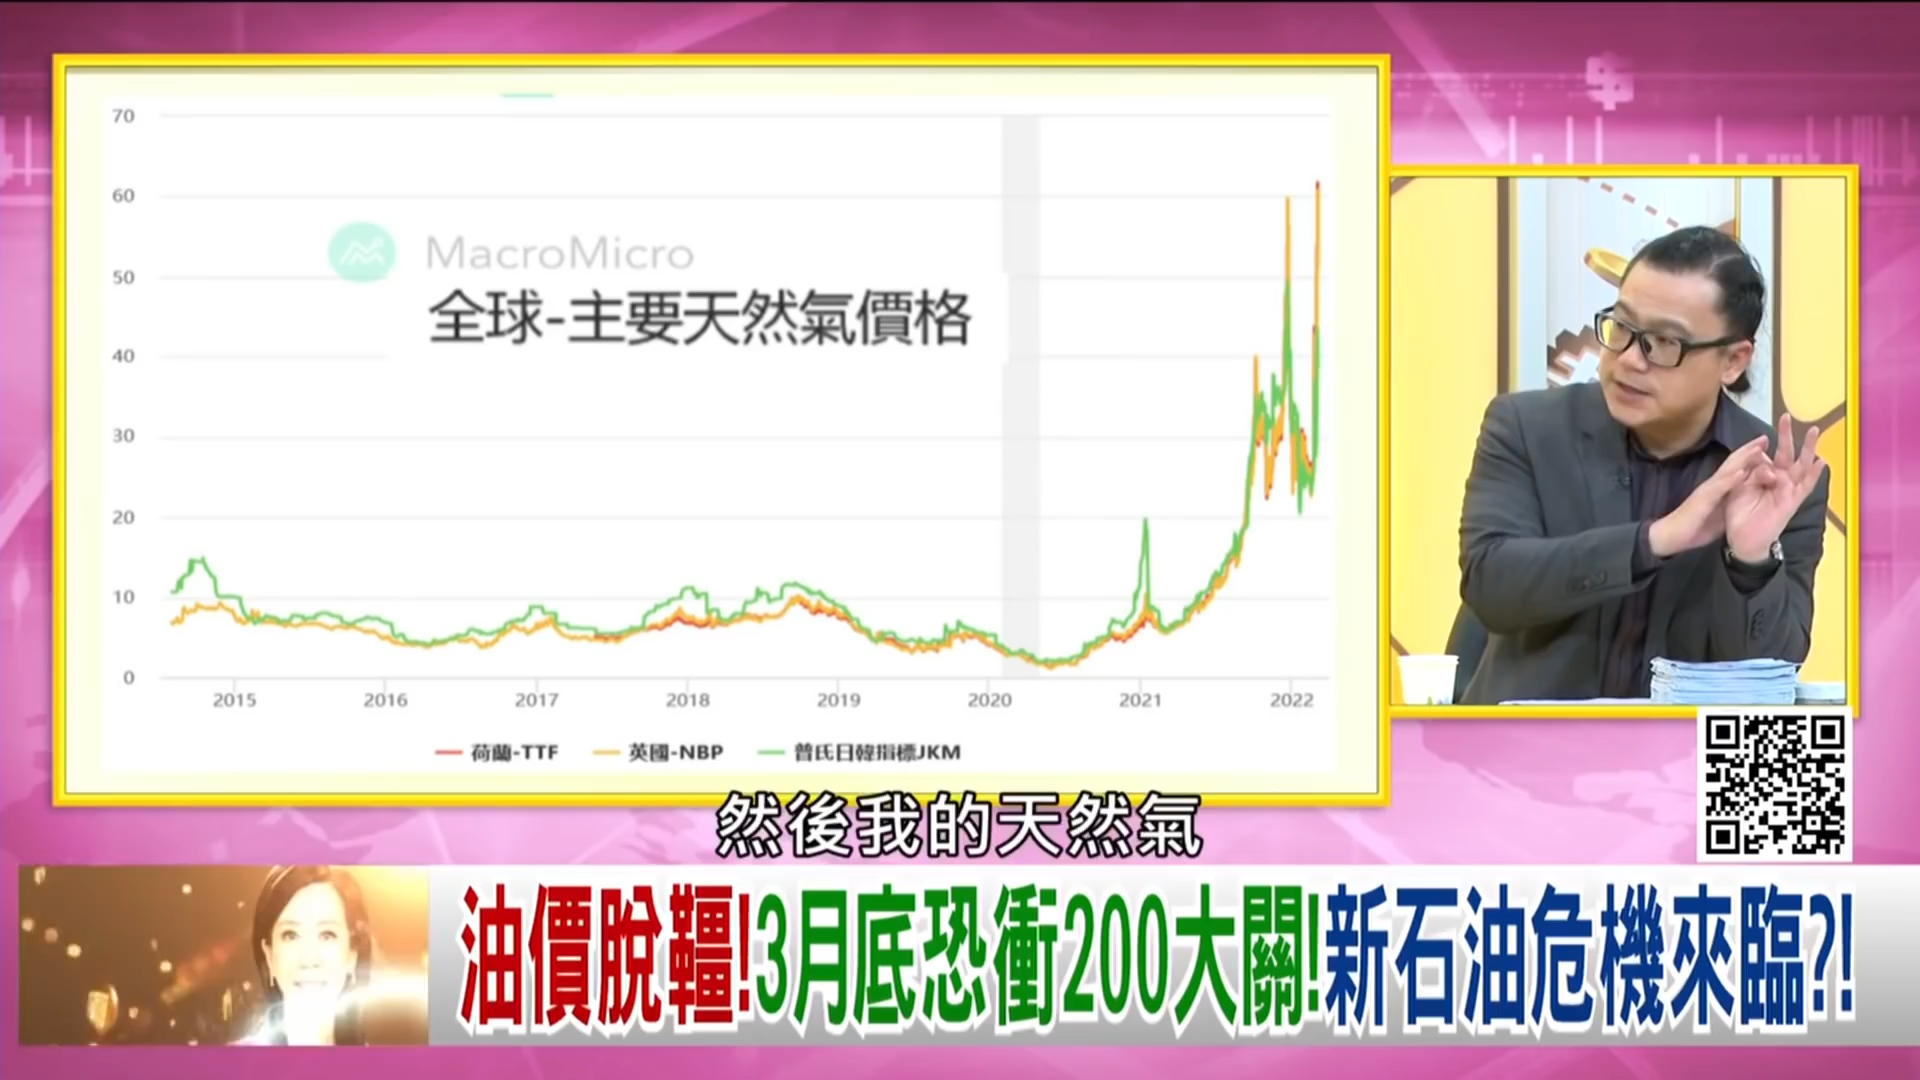 70
60
50
40
30
20
10
0
MacroMicro
全球-主要天然氣價格
2015 2016 2017 2018 2019 2020 2021 2022
荷蘭-TTF 英國-NBP 普氏日韓指標JKM
然後我的天然氣
油價脫韁!3月底恐衝200大關!新石油危機來臨?!